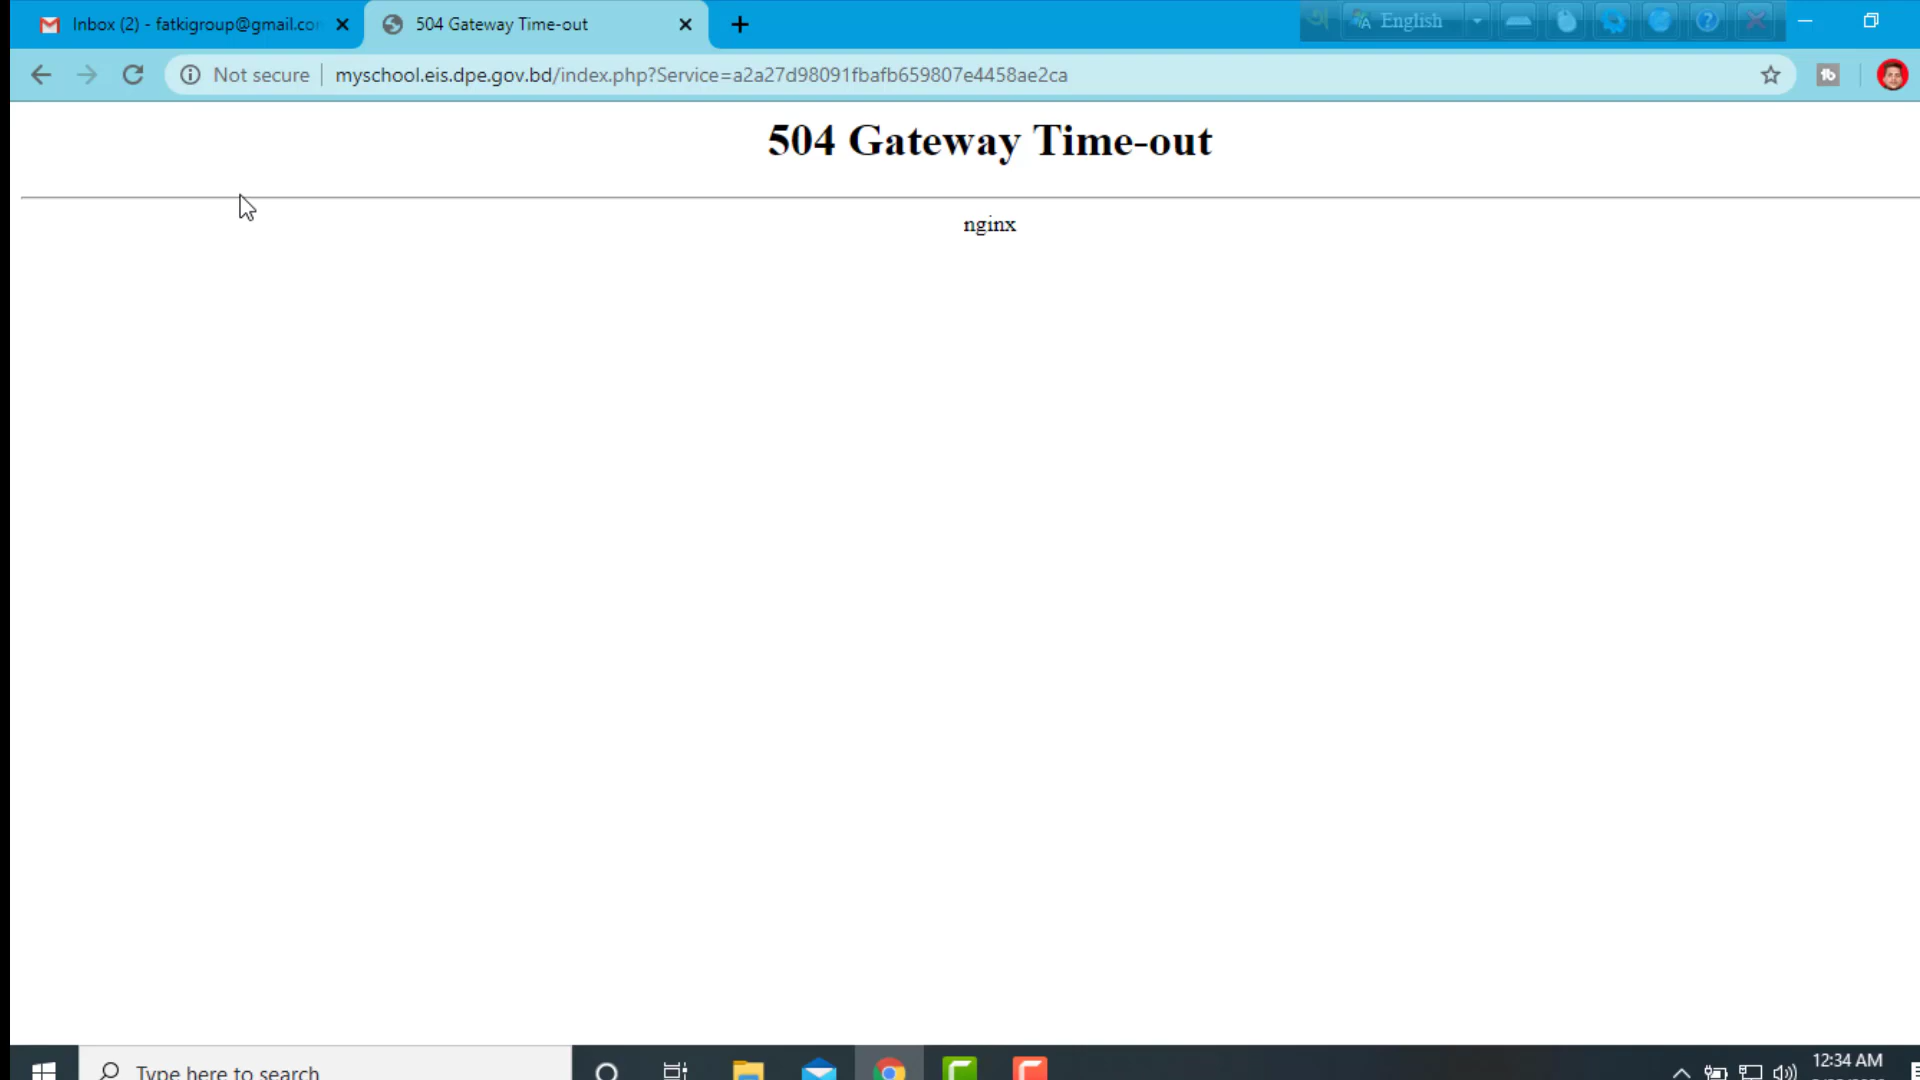 Inbox (2) - fatkigroup@gmail.co
504 Gateway Time-out
English
Not secure
myschool.eis.dpe.gov.bd/index.php?Service=a2a27d98091fbafb659807e4458ae2ca
504 Gateway Time-out
nginx
Type here to search
12:34 AM